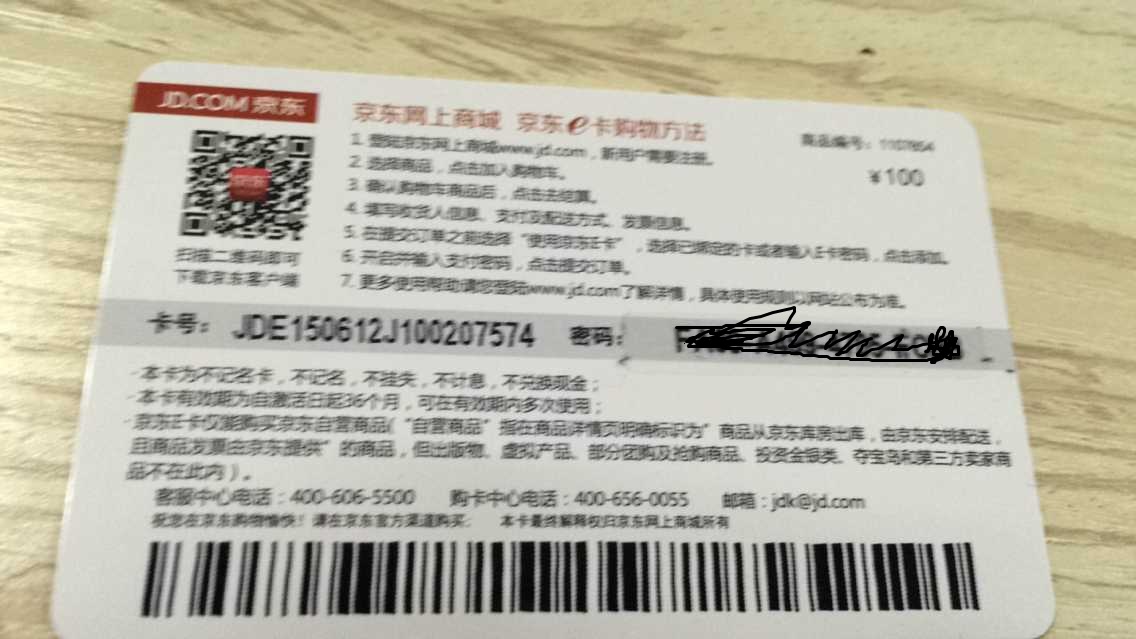 JD.COM 京东
扫描二维码即可
下载京东客户端
京东网上商城 京东e卡购物方法
商品编号：1107854
¥100
1. 登陆京东网上商城www.jd.com，新用户需要注册。
2. 选择商品，点击加入购物车。
3. 确认购物车商品后，点击去结算。
4. 填写收货人信息、支付及配送方式、发票信息。
5. 在提交订单之前选择“使用京东E卡”，选择已绑定的卡或者输入E卡密码，点击添加。
6. 开启并输入支付密码，点击提交订单。
7. 更多使用帮助请您登陆www.jd.com了解详情，具体使用规则以网站公布为准。
卡号：JDE150612J100207574 密码：
·本卡为不记名卡，不记名，不挂失，不计息，不兑换现金；
·本卡有效期为自激活日起36个月，可在有效期内多次使用；
·京东E卡仅能购买京东自营商品(“自营商品”指在商品详情页明确标识为”商品从京东库房出库，由京东安排配送，
且商品发票由京东提供“的商品，但出版物、虚拟产品、部分团购及抢购商品、投资金银类、夺宝岛和第三方卖家商
品不在此内）。
客服中心电话：400-606-5500 购卡中心电话：400-656-0055 邮箱：jdk@jd.com
祝您在京东购物愉快！请在京东官方渠道购买； 本卡最终解释权归京东网上商城所有